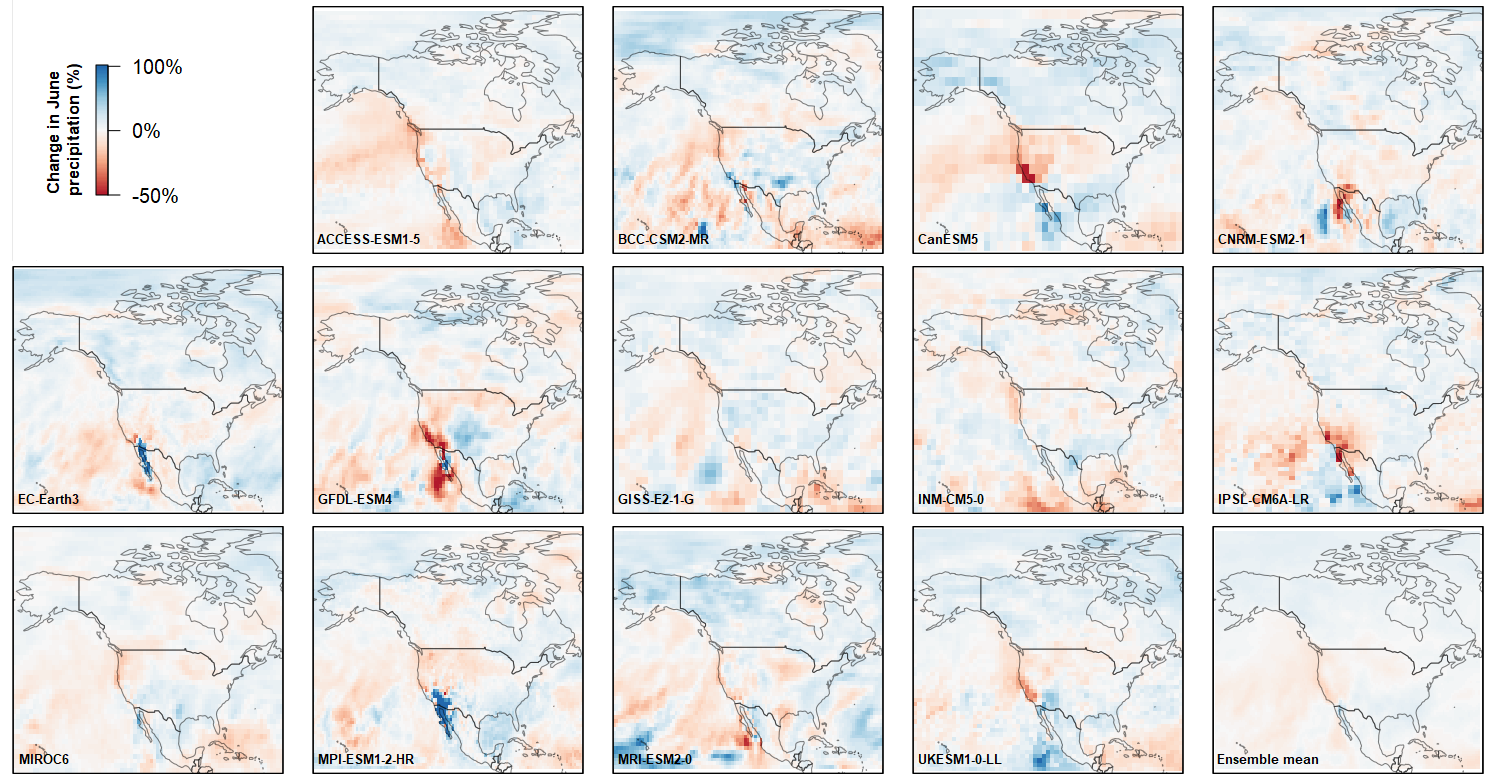 Change in June
precipitation (%)
100%
0%
-50%
ACCESS-ESM1-5
BCC-CSM2-MR
CanESM5
CNRM-ESM2-1
EC-Earth3
GFDL-ESM4
GISS-E2-1-G
INM-CM5-0
IPSL-CM6A-LR
MIROC6
MPI-ESM1-2-HR
MRI-ESM2-0
UKESM1-0-LL
Ensemble mean